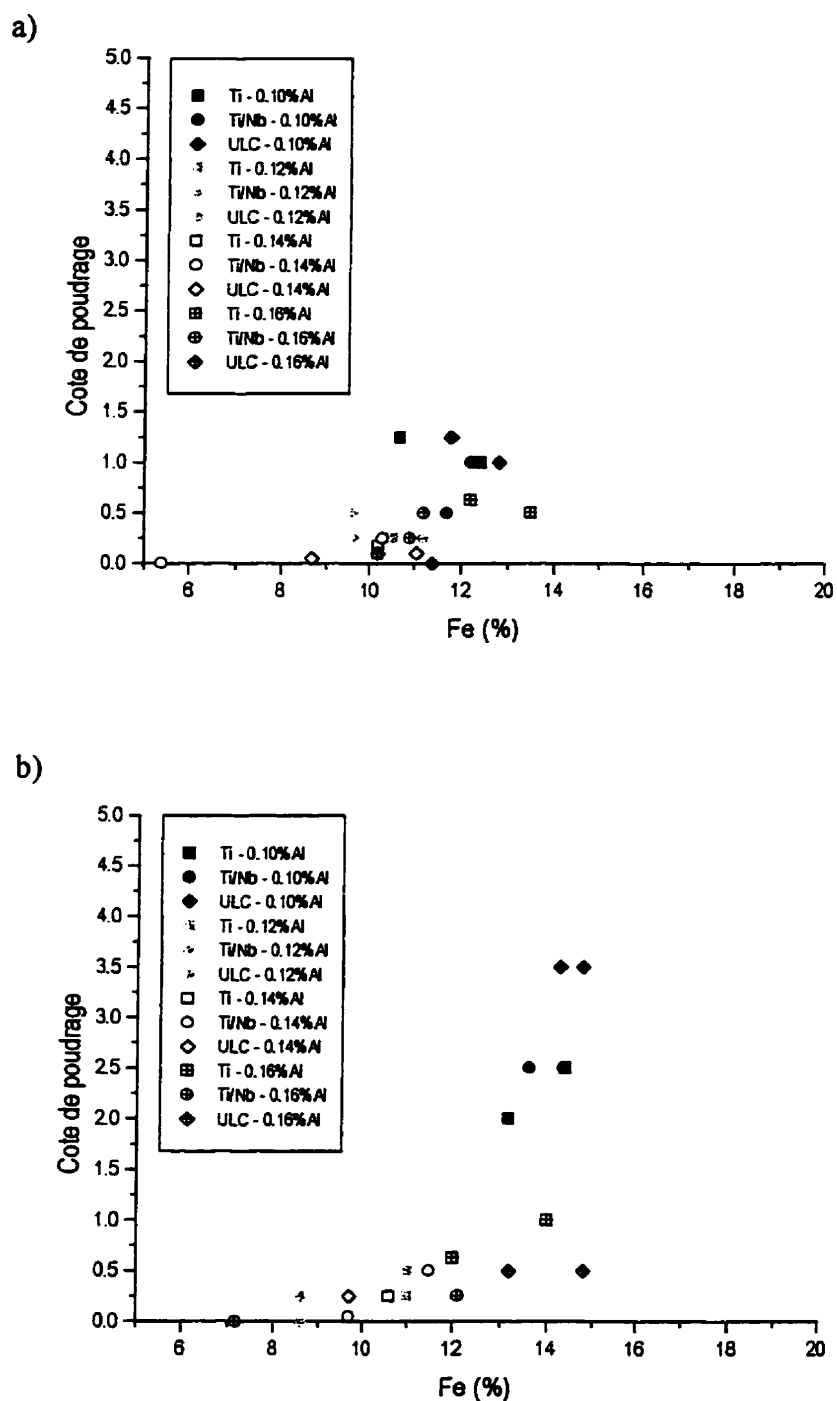 a)
5.0
4.5
4.0
3.5
3.0
2.5
2.0
1.5
1.0
0.5
0.0
Cote de poudrage
Ti - 0.10%Al
Ti/Nb - 0.10%Al
ULC - 0.10%Al
Ti - 0.12%Al
Ti/Nb - 0.12%Al
ULC - 0.12%Al
Ti - 0.14%Al
Ti/Nb - 0.14%Al
ULC - 0.14%Al
Ti - 0.16%Al
Ti/Nb - 0.16%Al
ULC - 0.16%Al
6 8 10 12 14 16 18 20
Fe (%)
b)
5.0
4.5
4.0
3.5
3.0
2.5
2.0
1.5
1.0
0.5
0.0
Cote de poudrage
Ti - 0.10%Al
Ti/Nb - 0.10%Al
ULC - 0.10%Al
Ti - 0.12%Al
Ti/Nb - 0.12%Al
ULC - 0.12%Al
Ti - 0.14%Al
Ti/Nb - 0.14%Al
ULC - 0.14%Al
Ti - 0.16%Al
Ti/Nb - 0.16%Al
ULC - 0.16%Al
6 8 10 12 14 16 18 20
Fe (%)